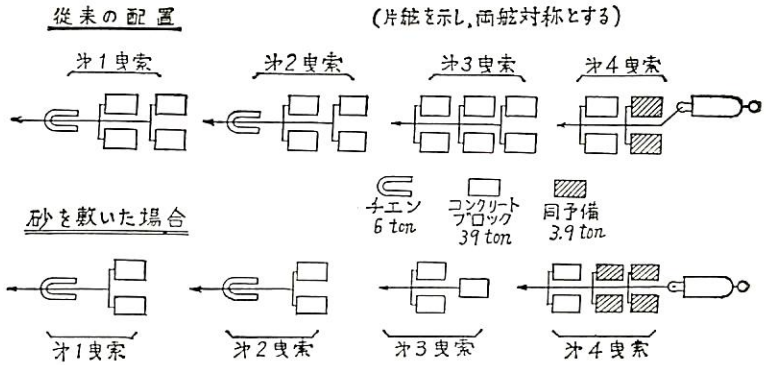 従来の配置
(片舷を示し、両舷対称とする)
第1曳索
第2曳索
第3曳索
第4曳索
チエン
6 ton
コンクリート
ブロック
39 ton
同予備
3.9 ton
砂を敷いた場合
第1曳索
第2曳索
第3曳索
第4曳索